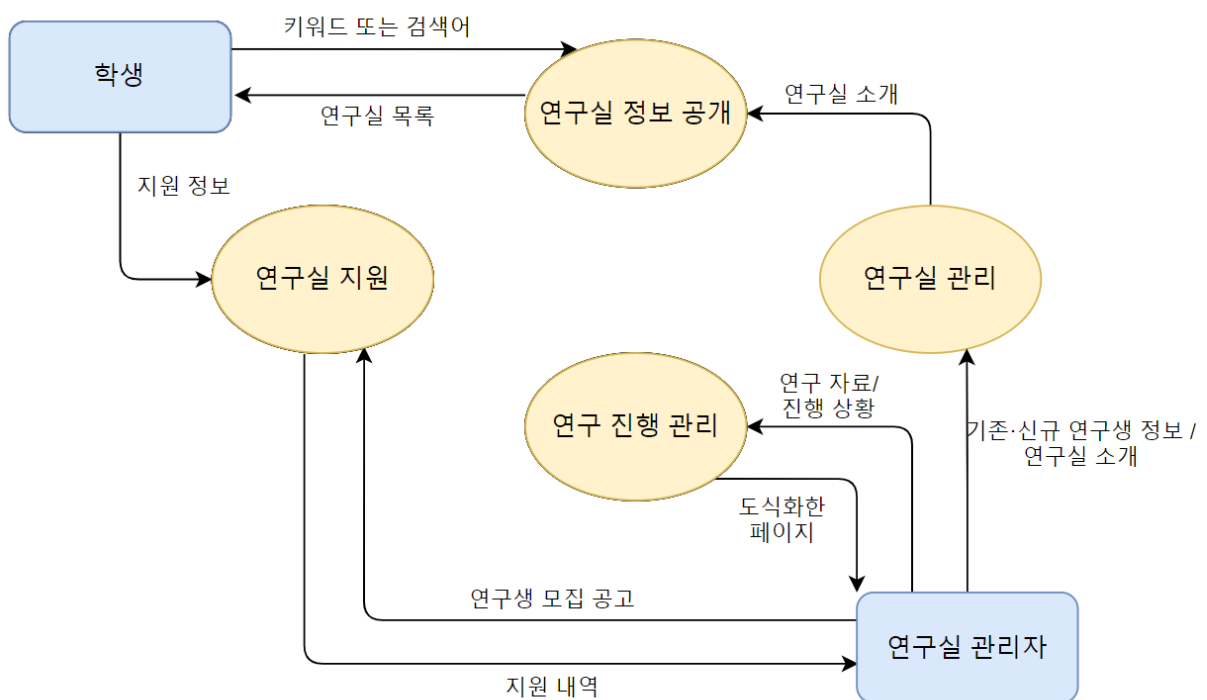 키워드 또는 검색어
학생
연구실 목록
연구실 정보 공개
연구실 소개
지원 정보
연구실 지원
연구실 관리
연구 자료/
진행 상황
연구 진행 관리
기존·신규 연구생 정보 /
연구실 소개
도식화한
페이지
연구생 모집 공고
연구실 관리자
지원 내역